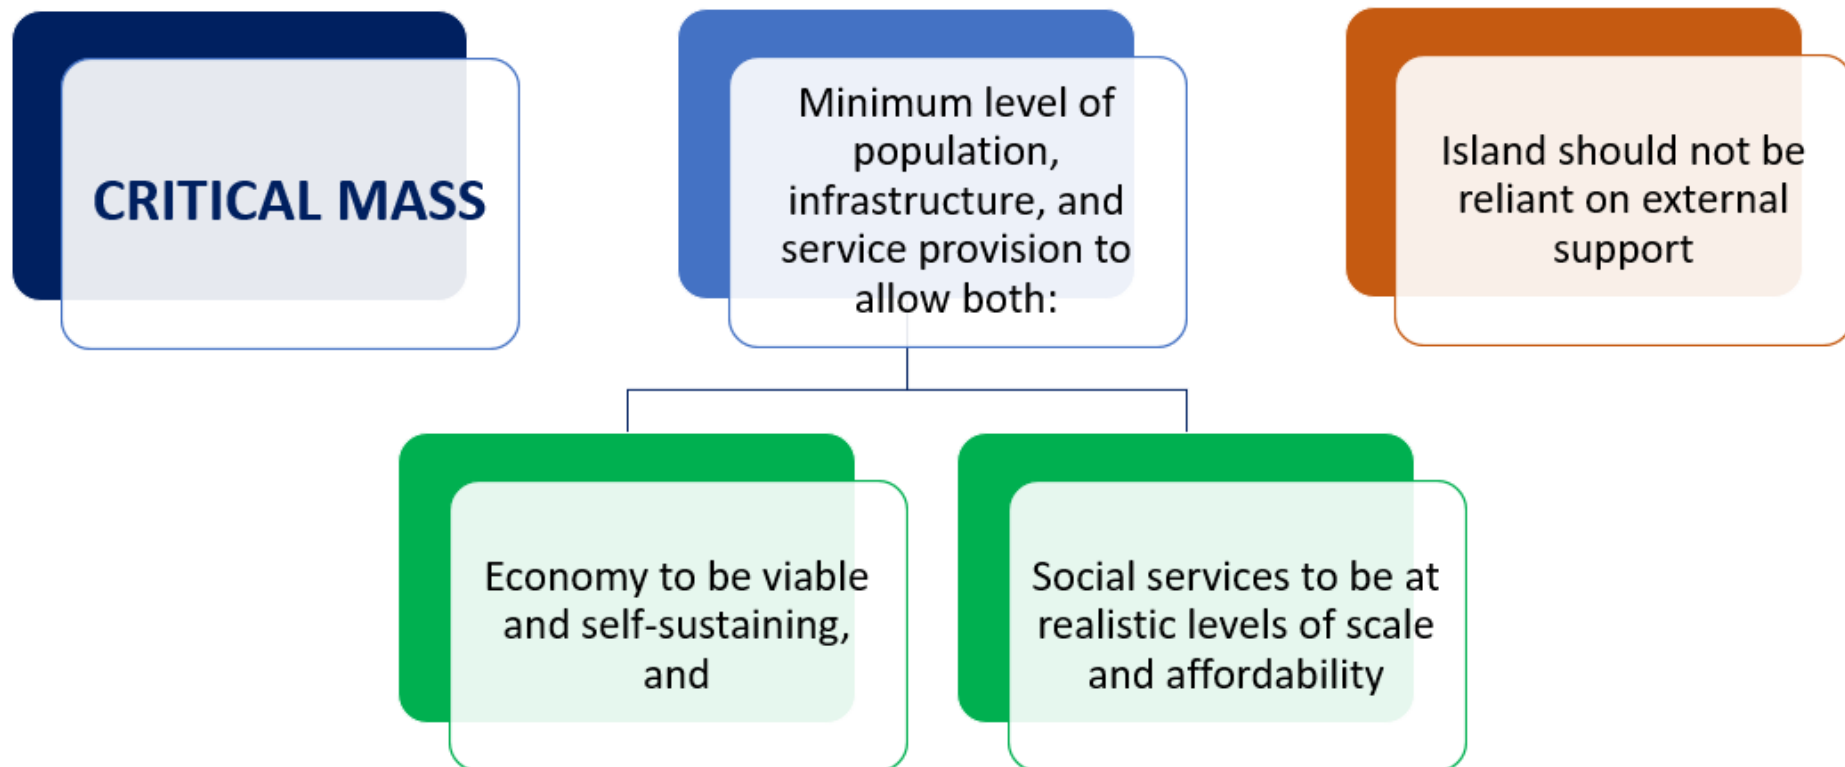 CRITICAL MASS
Minimum level of
population,
infrastructure, and
service provision to
allow both:
Island should not be
reliant on external
support
Economy to be viable
and self-sustaining,
and
Social services to be at
realistic levels of scale
and affordability